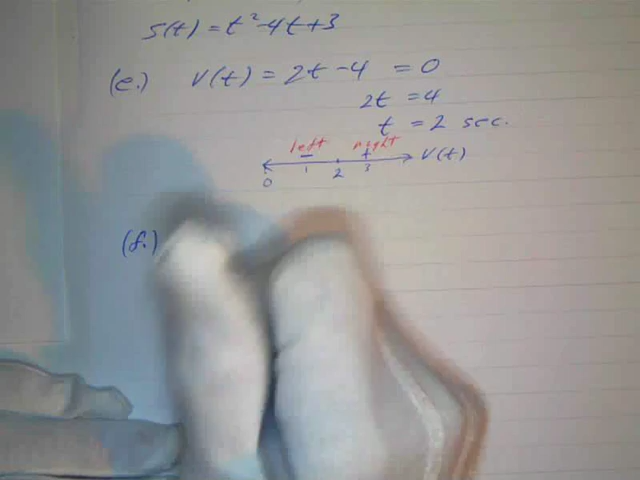 s(t) = t² - 4t + 3
(e.) v(t) = 2t - 4 = 0
2t = 4
t = 2 sec.
left right
- + v(t)
0 1 2 3
(f.)